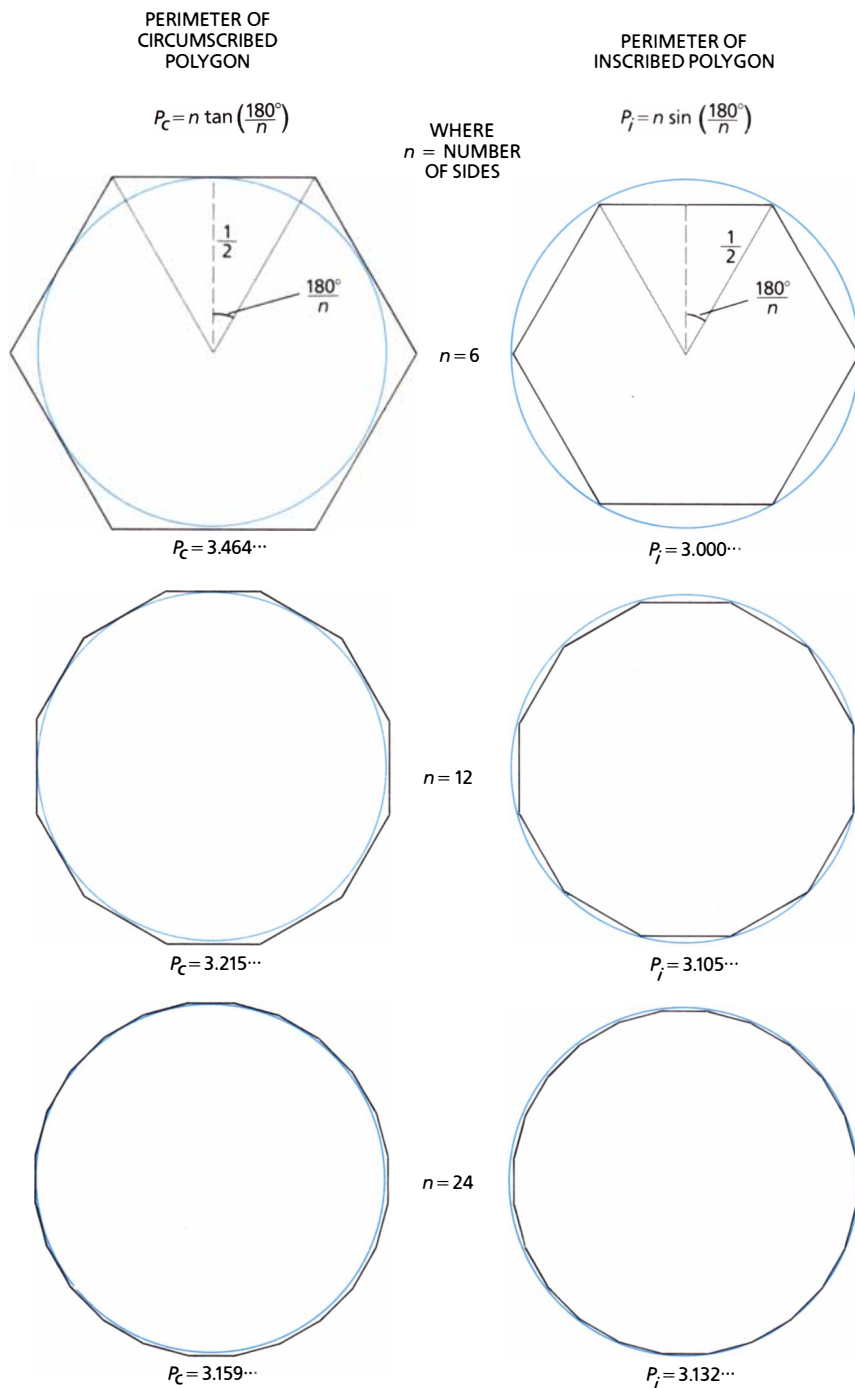 PERIMETER OF
CIRCUMSCRIBED
POLYGON
P_c = n tan (180°/n)
WHERE
n = NUMBER
OF SIDES
PERIMETER OF
INSCRIBED POLYGON
P_i = n sin (180°/n)
1/2
180°/n
1/2
180°/n
n = 6
P_c = 3.464···
P_i = 3.000···
n = 12
P_c = 3.215···
P_i = 3.105···
n = 24
P_c = 3.159···
P_i = 3.132···